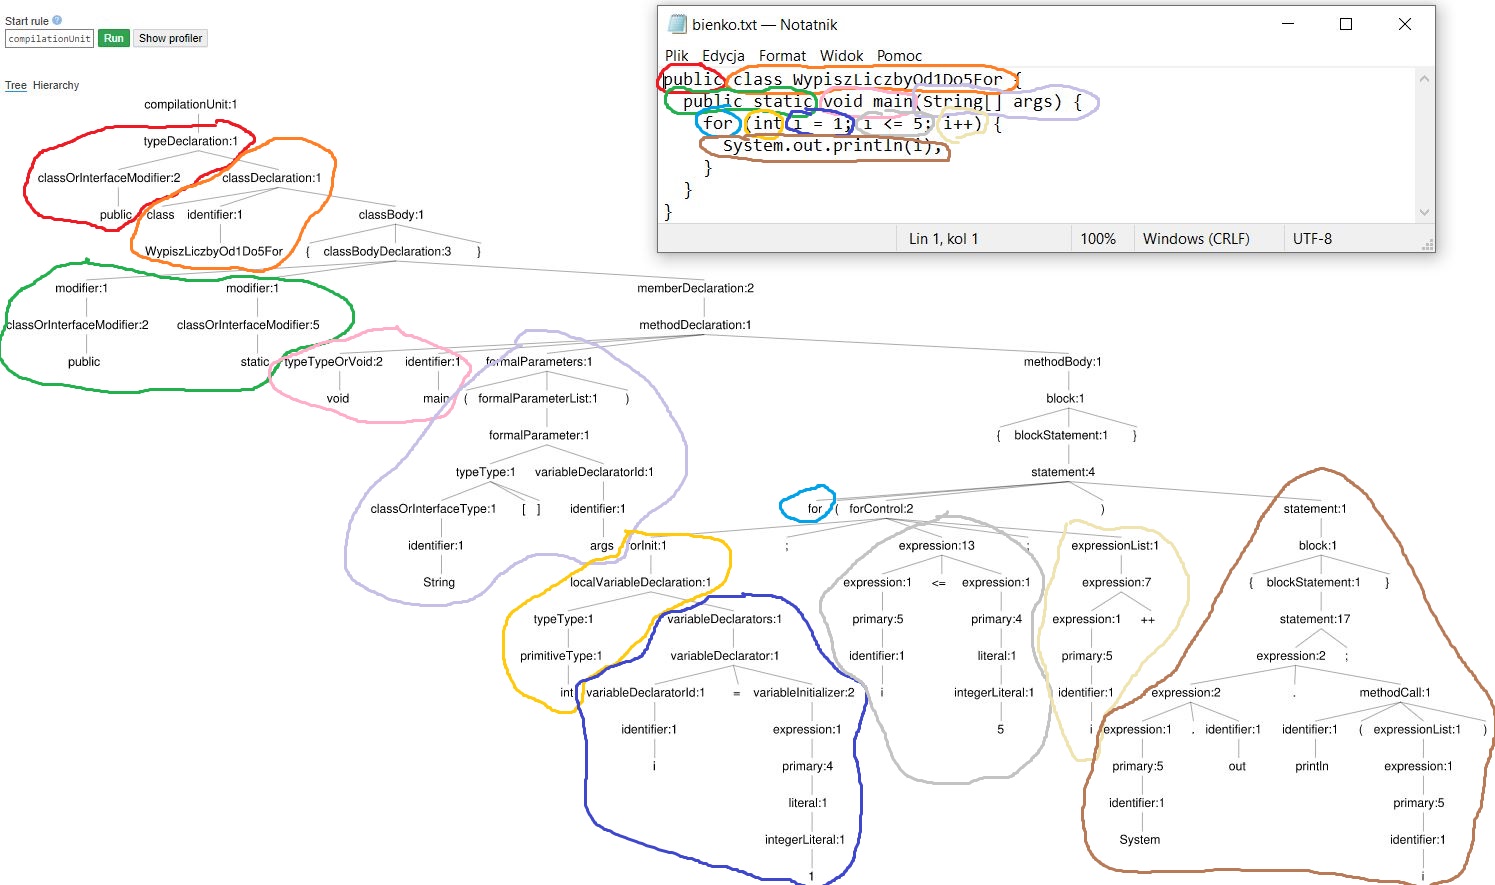 Start rule ?
compilationUnit Run Show profiler
Tree Hierarchy
bienko.txt — Notatnik
Plik Edycja Format Widok Pomoc
public class WypiszLiczbyOd1Do5For {
public static void main(String[] args) {
for (int i = 1; i <= 5; i++) {
System.out.println(i);
}
}
}
Lin 1, kol 1 100% Windows (CRLF) UTF-8
compilationUnit:1
typeDeclaration:1
classOrInterfaceModifier:2 classDeclaration:1
public class identifier:1 classBody:1
WypiszLiczbyOd1Do5For { classBodyDeclaration:3 }
modifier:1 modifier:1 memberDeclaration:2
classOrInterfaceModifier:2 classOrInterfaceModifier:5 methodDeclaration:1
public static typeTypeOrVoid:2 identifier:1 formalParameters:1 methodBody:1
void main ( formalParameterList:1 ) block:1
formalParameter:1 { blockStatement:1 }
typeType:1 variableDeclaratorId:1 statement:4
classOrInterfaceType:1 [ ] identifier:1 for ( forControl:2 ) statement:1
identifier:1 args orInit:1 ; expression:13 ; expressionList:1 block:1
String localVariableDeclaration:1 expression:1 <= expression:1 expression:7 { blockStatement:1 }
typeType:1 variableDeclarators:1 primary:5 primary:4 expression:1 ++ statement:17
primitiveType:1 variableDeclarator:1 identifier:1 literal:1 primary:5 expression:2 ;
int variableDeclaratorId:1 = variableInitializer:2 i integerLiteral:1 identifier:1 expression:2 . methodCall:1
identifier:1 expression:1 5 i expression:1 . identifier:1 identifier:1 ( expressionList:1 )
i primary:4 primary:5 out println expression:1
literal:1 identifier:1 primary:5
integerLiteral:1 System identifier:1
1 i